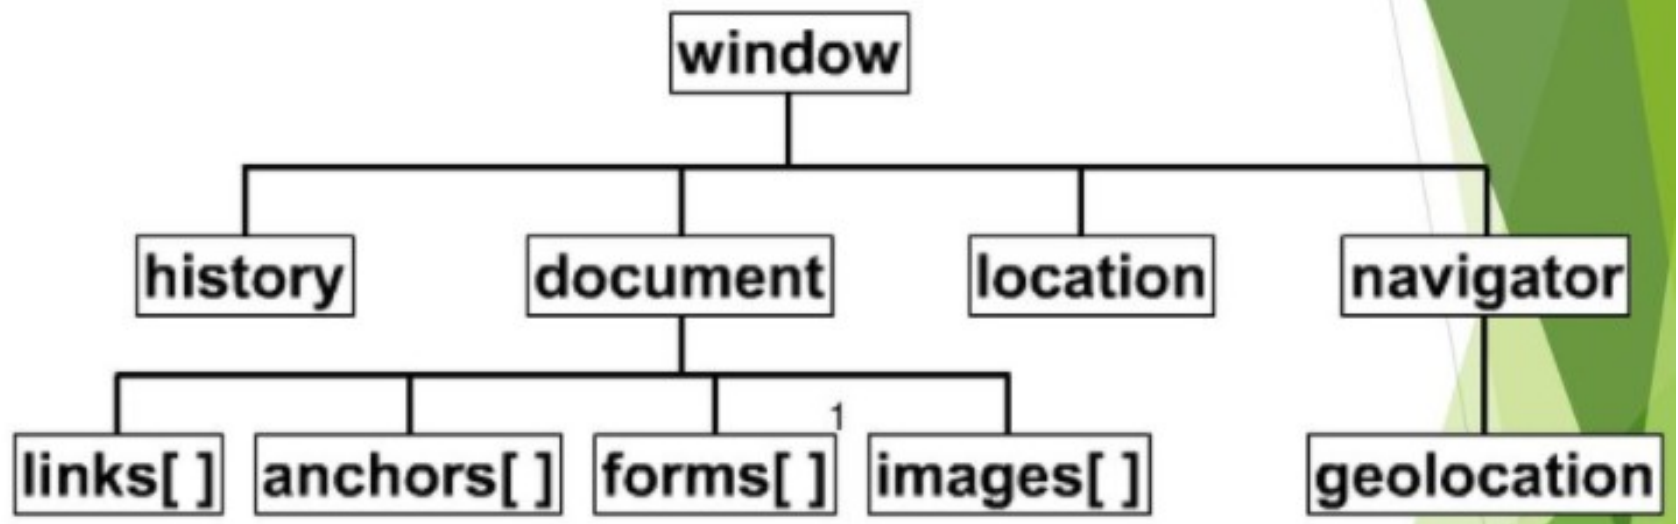 window
history document location navigator
1
links[ ] anchors[ ] forms[ ] images[ ] geolocation